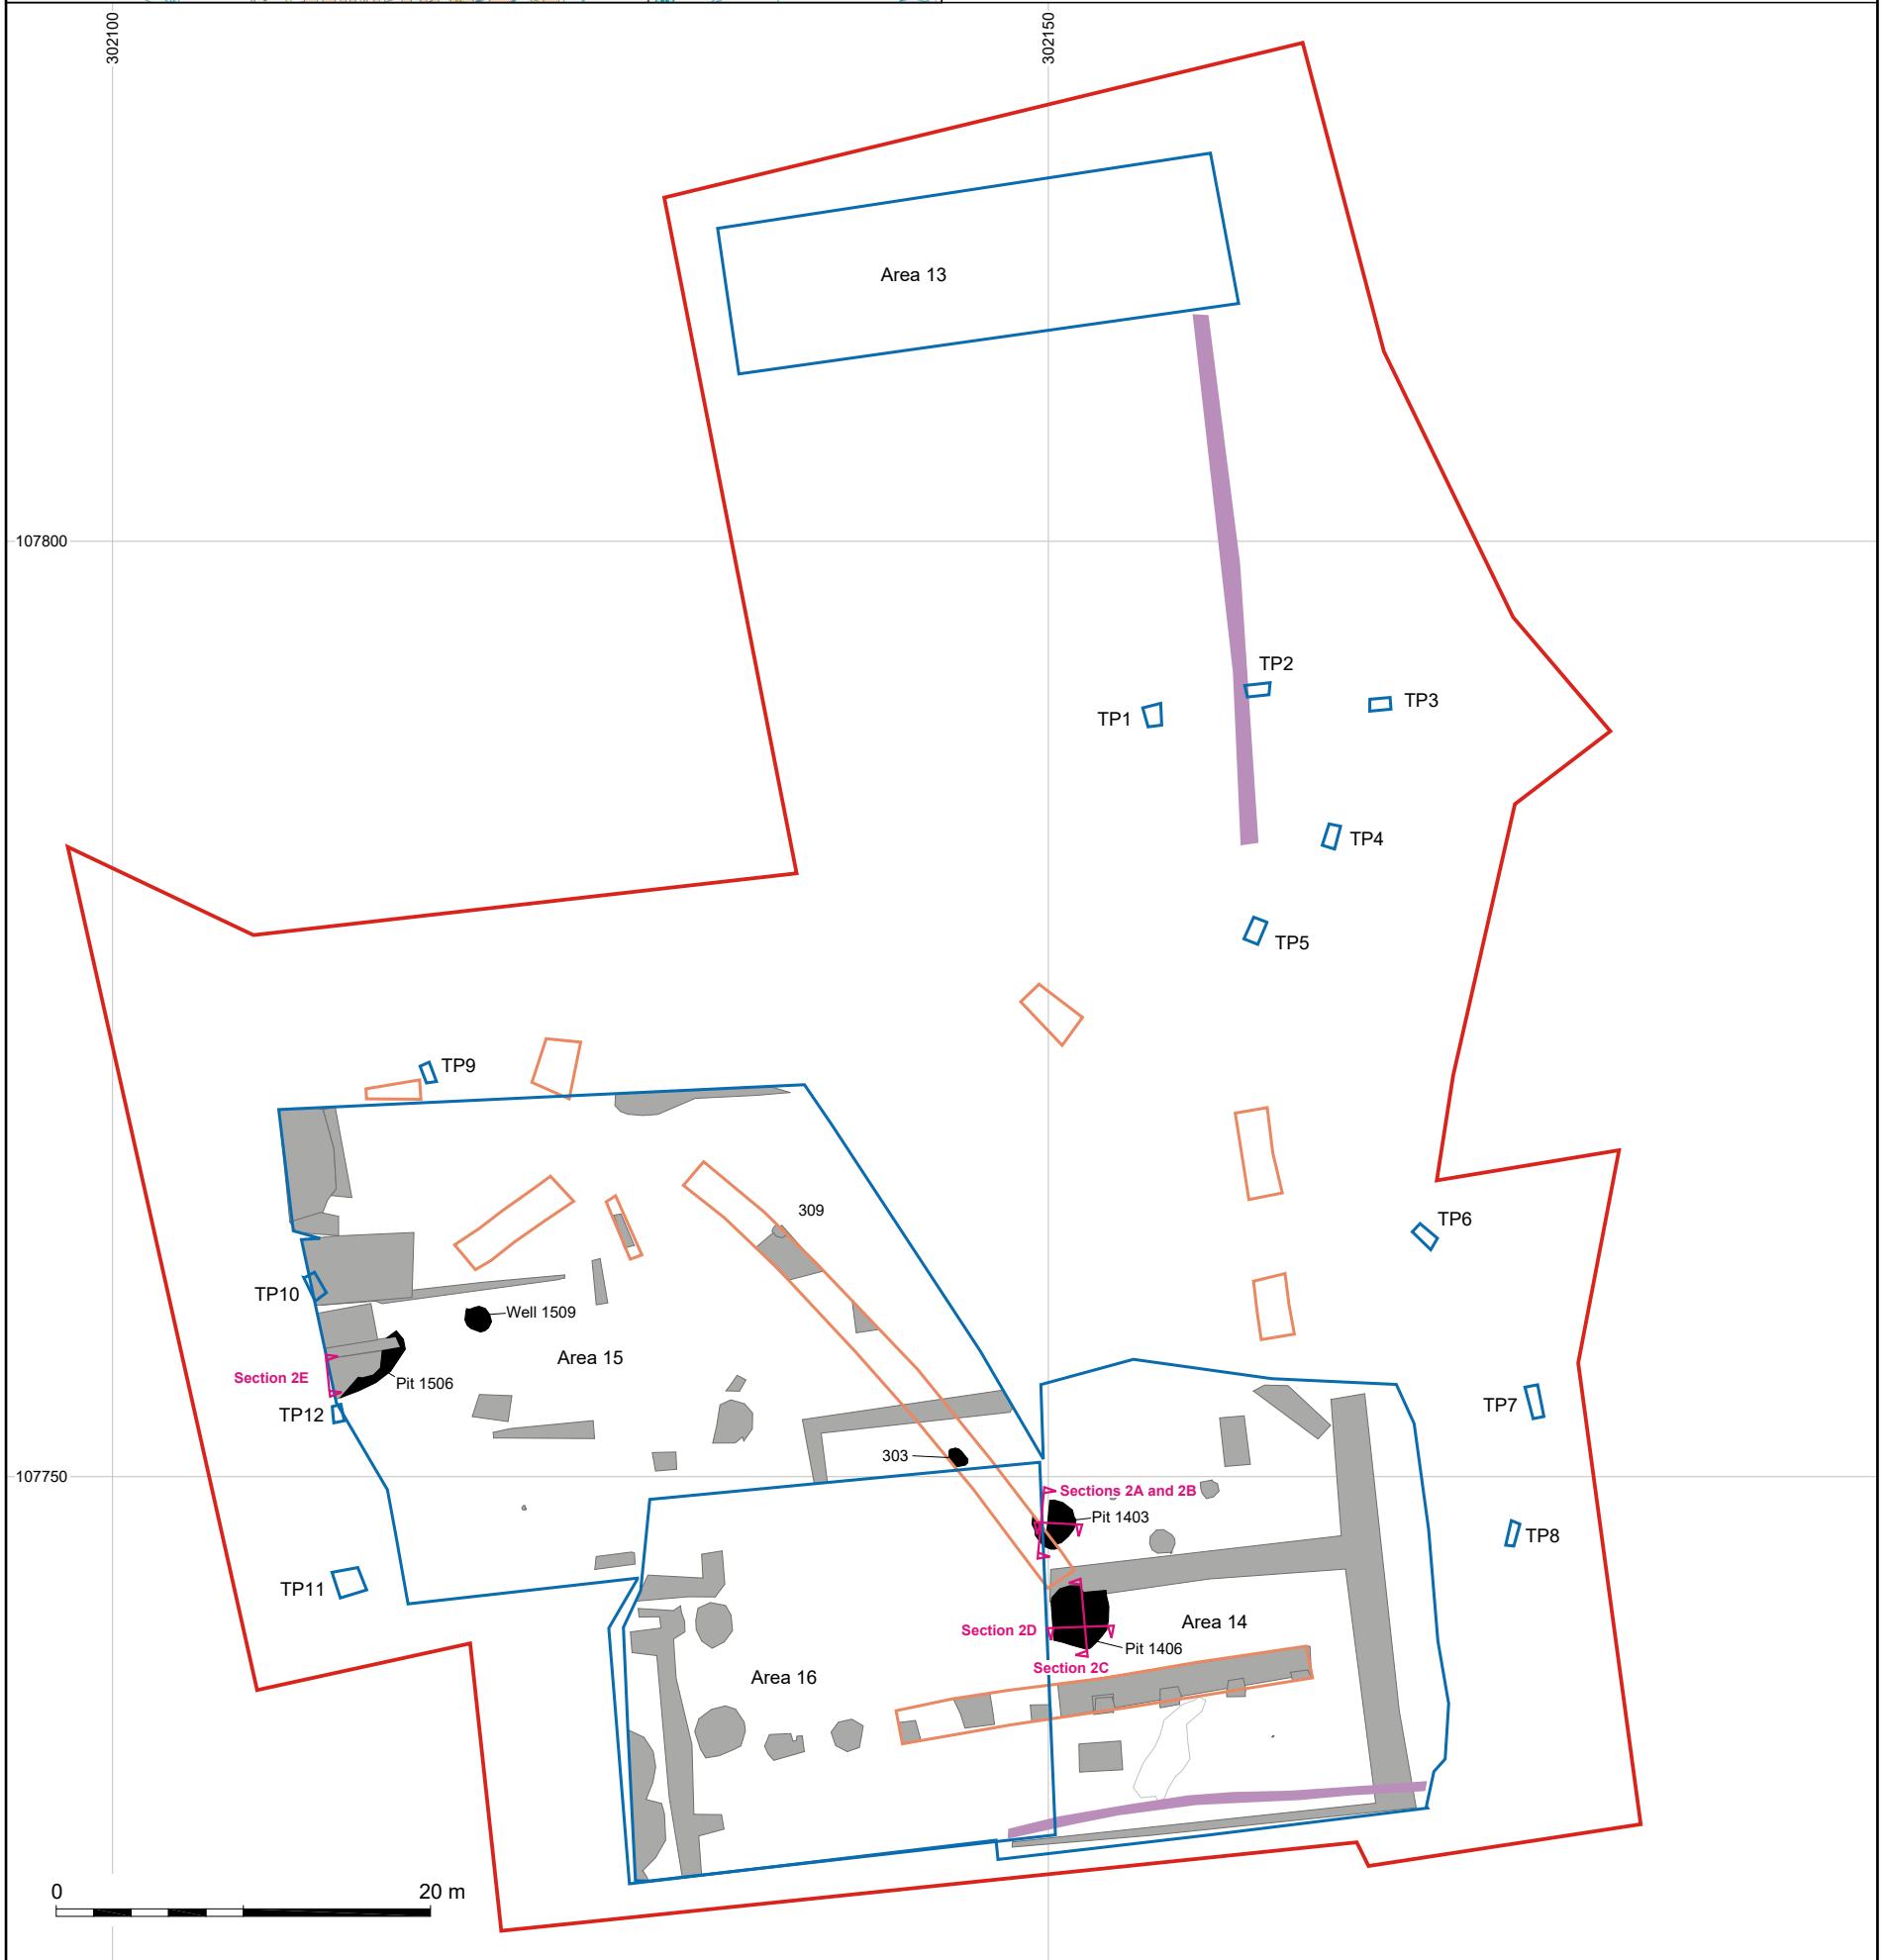 302100
302150
Area 13
107800
TP2
TP3
TP1
TP4
TP5
TP9
309
TP6
TP10
Well 1509
Area 15
Section 2E
Pit 1506
TP7
TP12
303
Sections 2A and 2B
Pit 1403
107750
TP8
TP11
Area 14
Section 2D
Pit 1406
Section 2C
Area 16
0
20 m